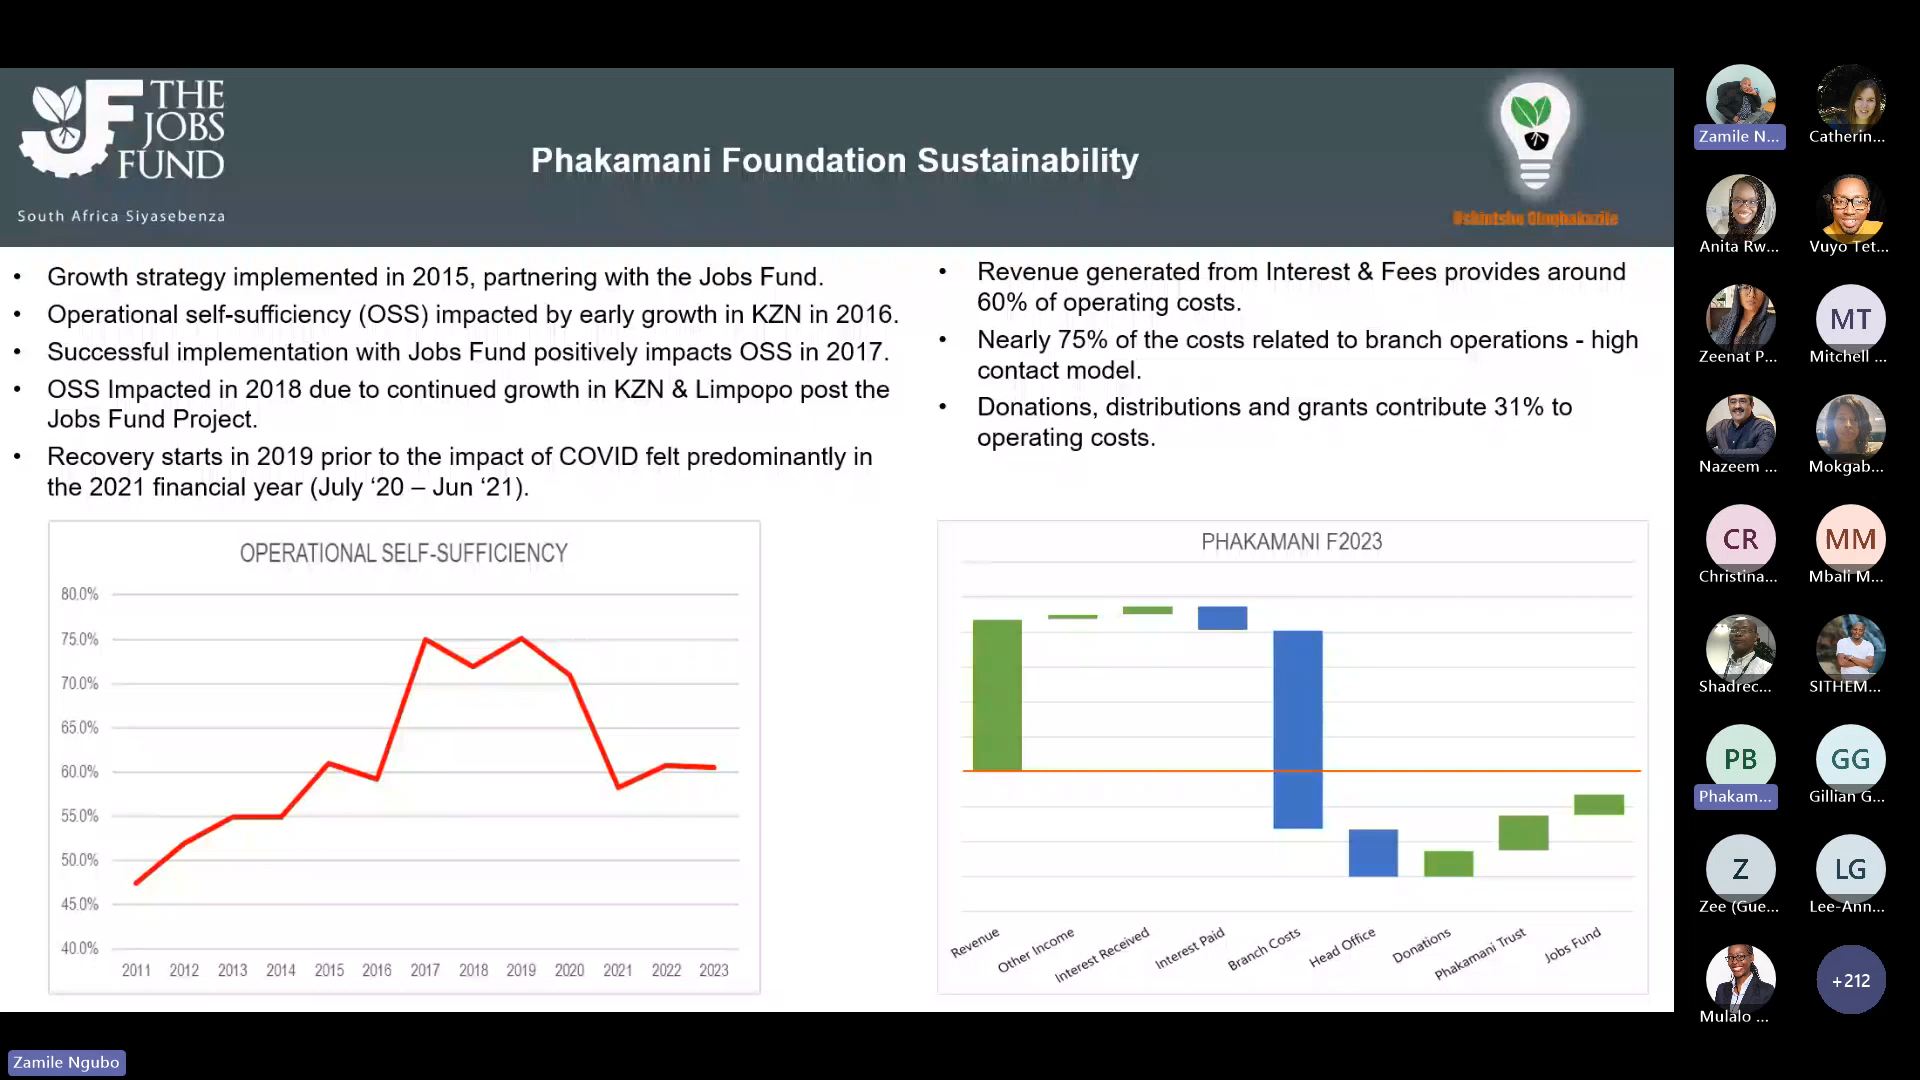 THE
JOBS
FUND
South Africa Siyasebenza
Phakamani Foundation Sustainability
• Growth strategy implemented in 2015, partnering with the Jobs Fund.
• Operational self-sufficiency (OSS) impacted by early growth in KZN in 2016.
• Successful implementation with Jobs Fund positively impacts OSS in 2017.
• OSS Impacted in 2018 due to continued growth in KZN & Limpopo post the
Jobs Fund Project.
• Recovery starts in 2019 prior to the impact of COVID felt predominantly in
the 2021 financial year (July ‘20 – Jun ‘21).
• Revenue generated from Interest & Fees provides around
60% of operating costs.
• Nearly 75% of the costs related to branch operations - high
contact model.
• Donations, distributions and grants contribute 31% to
operating costs.
OPERATIONAL SELF-SUFFICIENCY
80.0%
75.0%
70.0%
65.0%
60.0%
55.0%
50.0%
45.0%
40.0%
2011 2012 2013 2014 2015 2016 2017 2018 2019 2020 2021 2022 2023
PHAKAMANI F2023
Revenue
Other Income
Interest Received
Interest Paid
Branch Costs
Head Office
Donations
Phakamani Trust
Jobs Fund
Zamile N...
Catherin...
Anita Rw...
Vuyo Tet...
Zeenat P...
MT
Mitchell ...
Nazeem ...
Mokgab...
CR
Christina...
MM
Mbali M...
Shadrec...
SITHEM...
PB
Phakam...
GG
Gillian G...
Z
Zee (Gue...
LG
Lee-Ann...
Mulalo ...
+212
Zamile Ngubo